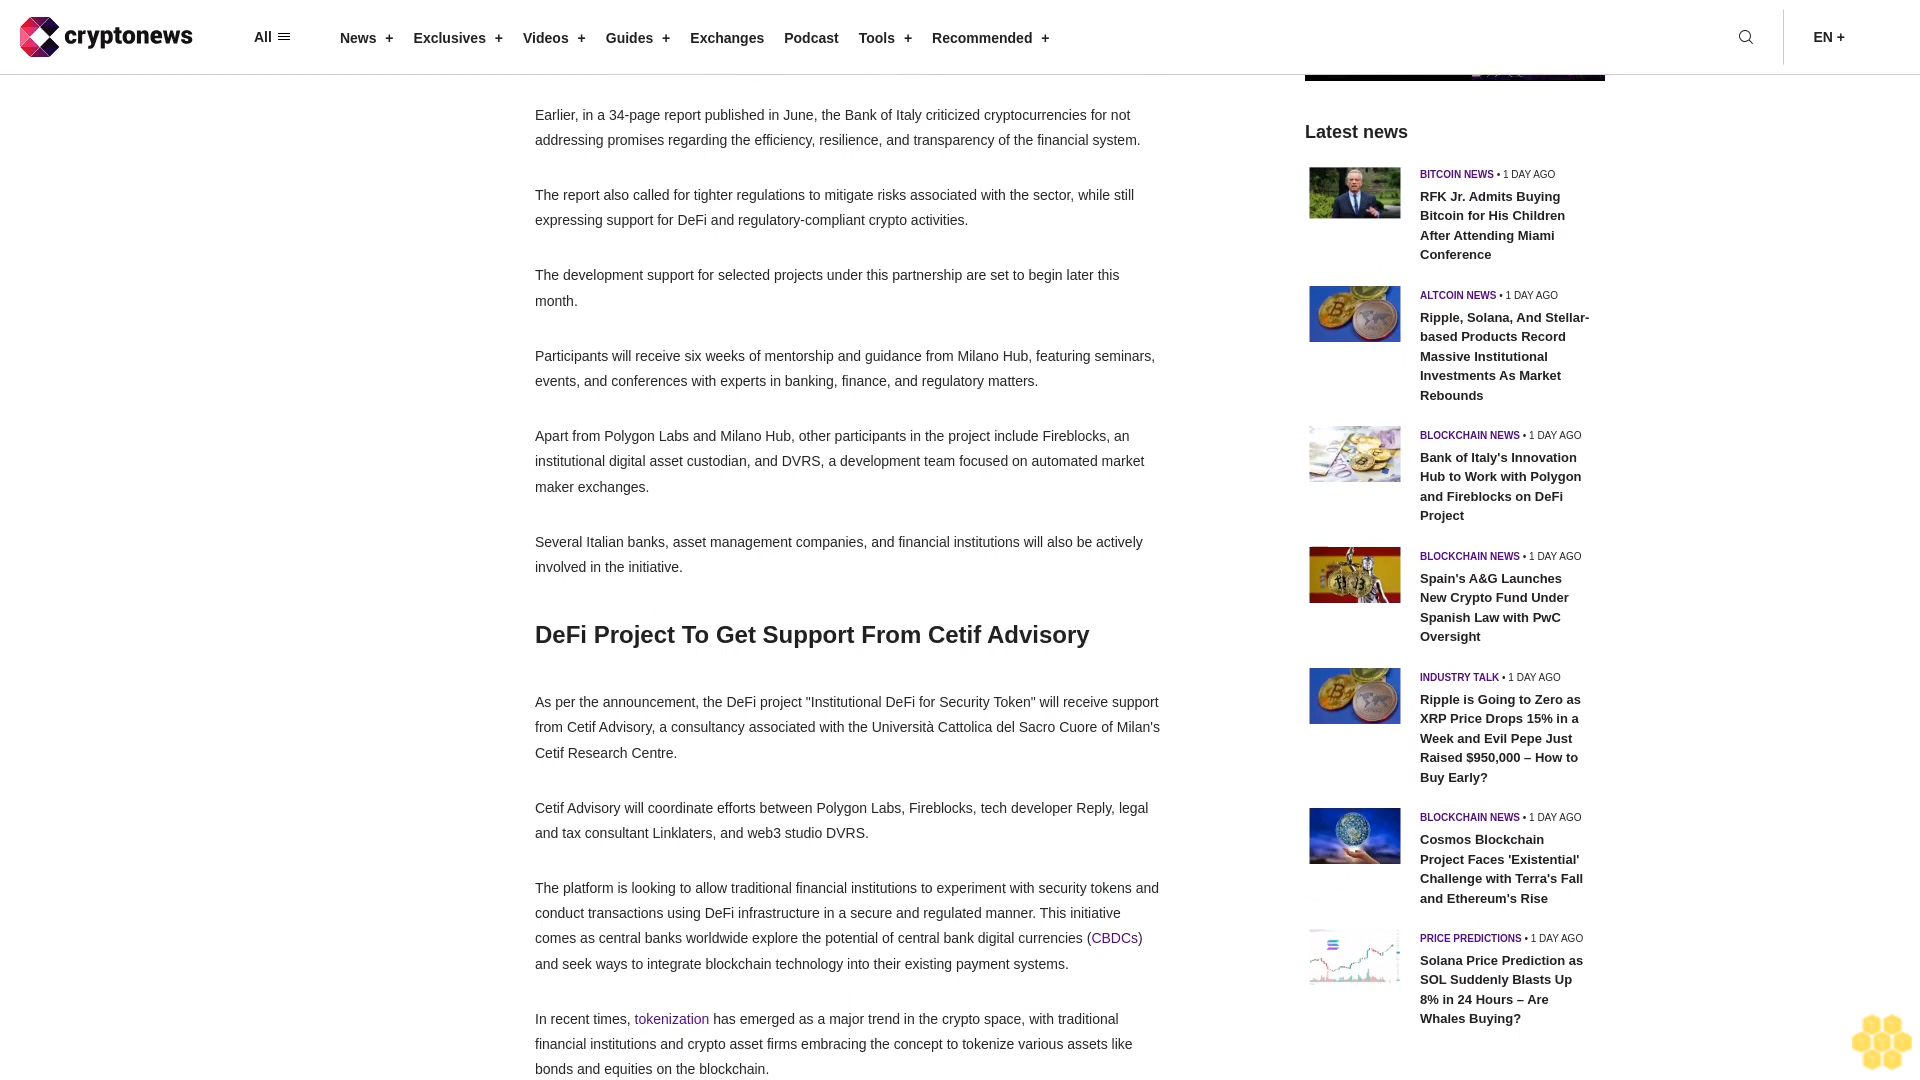 cryptonews
All
News +
Exclusives +
Videos +
Guides +
Exchanges
Podcast
Tools +
Recommended +
EN +
Earlier, in a 34-page report published in June, the Bank of Italy criticized cryptocurrencies for not
addressing promises regarding the efficiency, resilience, and transparency of the financial system.
The report also called for tighter regulations to mitigate risks associated with the sector, while still
expressing support for DeFi and regulatory-compliant crypto activities.
The development support for selected projects under this partnership are set to begin later this
month.
Participants will receive six weeks of mentorship and guidance from Milano Hub, featuring seminars,
events, and conferences with experts in banking, finance, and regulatory matters.
Apart from Polygon Labs and Milano Hub, other participants in the project include Fireblocks, an
institutional digital asset custodian, and DVRS, a development team focused on automated market
maker exchanges.
Several Italian banks, asset management companies, and financial institutions will also be actively
involved in the initiative.
DeFi Project To Get Support From Cetif Advisory
As per the announcement, the DeFi project "Institutional DeFi for Security Token" will receive support
from Cetif Advisory, a consultancy associated with the Università Cattolica del Sacro Cuore of Milan's
Cetif Research Centre.
Cetif Advisory will coordinate efforts between Polygon Labs, Fireblocks, tech developer Reply, legal
and tax consultant Linklaters, and web3 studio DVRS.
The platform is looking to allow traditional financial institutions to experiment with security tokens and
conduct transactions using DeFi infrastructure in a secure and regulated manner. This initiative
comes as central banks worldwide explore the potential of central bank digital currencies (CBDCs)
and seek ways to integrate blockchain technology into their existing payment systems.
In recent times, tokenization has emerged as a major trend in the crypto space, with traditional
financial institutions and crypto asset firms embracing the concept to tokenize various assets like
bonds and equities on the blockchain.
Latest news
BITCOIN NEWS • 1 DAY AGO
RFK Jr. Admits Buying
Bitcoin for His Children
After Attending Miami
Conference
ALTCOIN NEWS • 1 DAY AGO
Ripple, Solana, And Stellar-
based Products Record
Massive Institutional
Investments As Market
Rebounds
BLOCKCHAIN NEWS • 1 DAY AGO
Bank of Italy's Innovation
Hub to Work with Polygon
and Fireblocks on DeFi
Project
BLOCKCHAIN NEWS • 1 DAY AGO
Spain's A&G Launches
New Crypto Fund Under
Spanish Law with PwC
Oversight
INDUSTRY TALK • 1 DAY AGO
Ripple is Going to Zero as
XRP Price Drops 15% in a
Week and Evil Pepe Just
Raised $950,000 – How to
Buy Early?
BLOCKCHAIN NEWS • 1 DAY AGO
Cosmos Blockchain
Project Faces 'Existential'
Challenge with Terra's Fall
and Ethereum's Rise
PRICE PREDICTIONS • 1 DAY AGO
Solana Price Prediction as
SOL Suddenly Blasts Up
8% in 24 Hours – Are
Whales Buying?